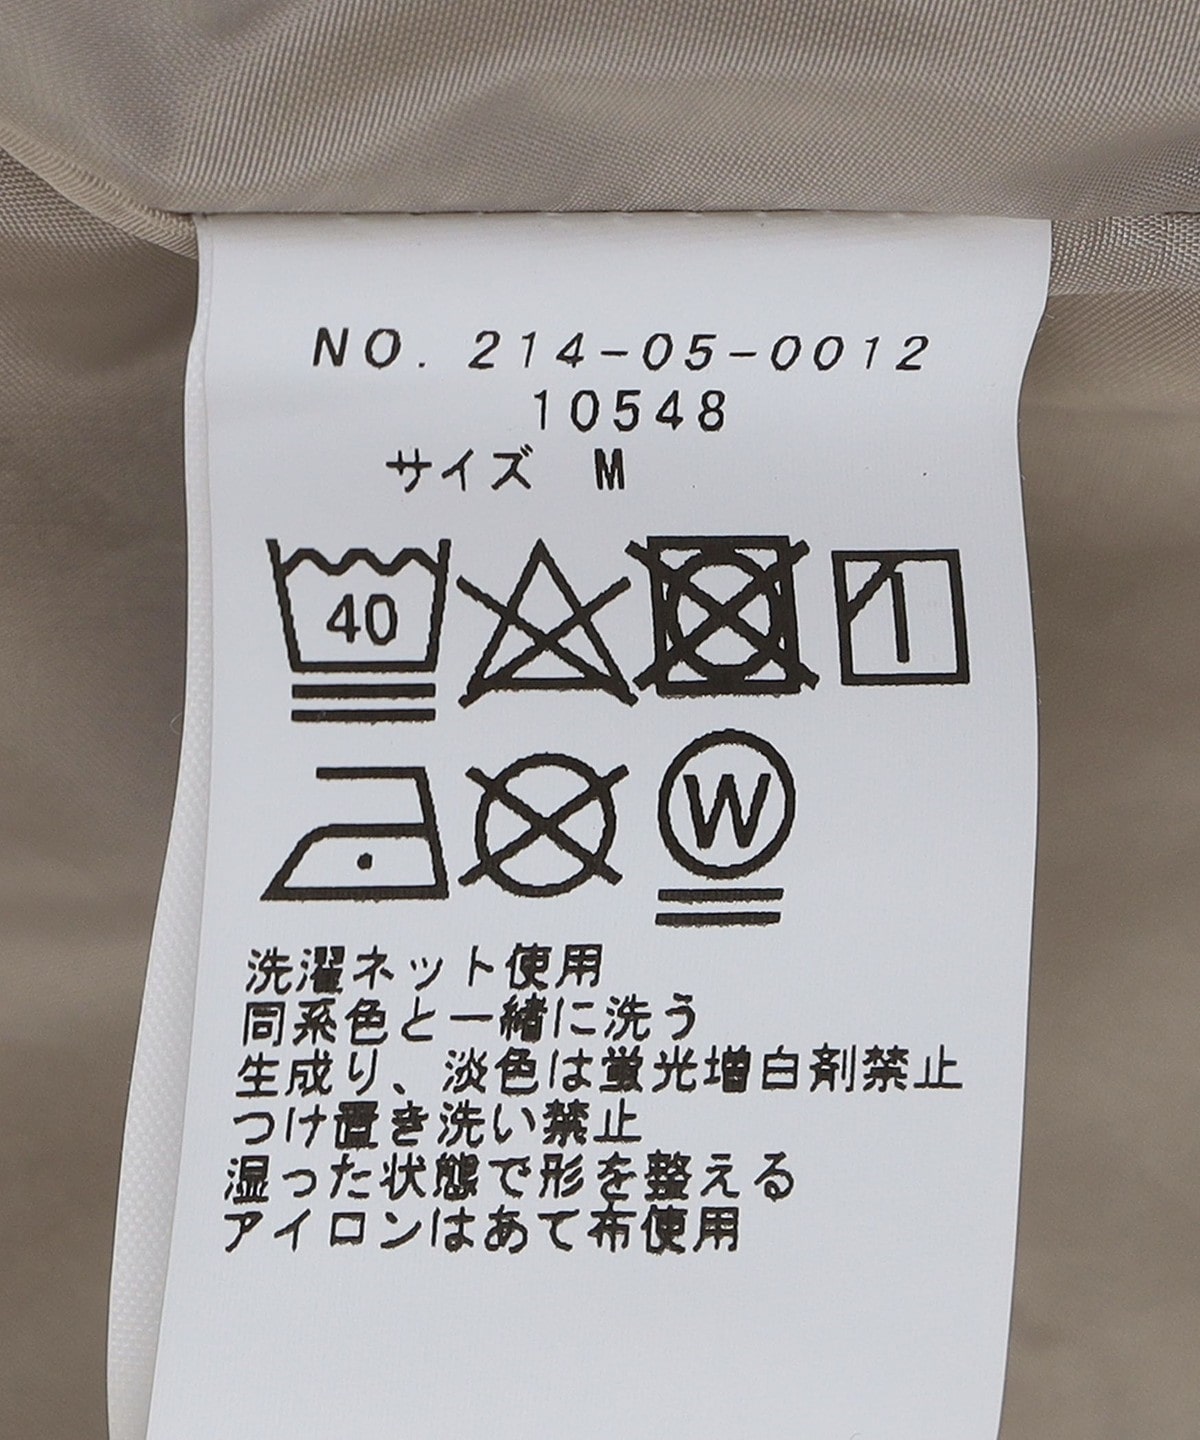 NO. 214-05-0012
10548
サイズ M
40
W
洗濯ネット使用
同系色と一緒に洗う
生成り、淡色は蛍光増白剤禁止
つけ置き洗い禁止
湿った状態で形を整える
アイロンはあて布使用